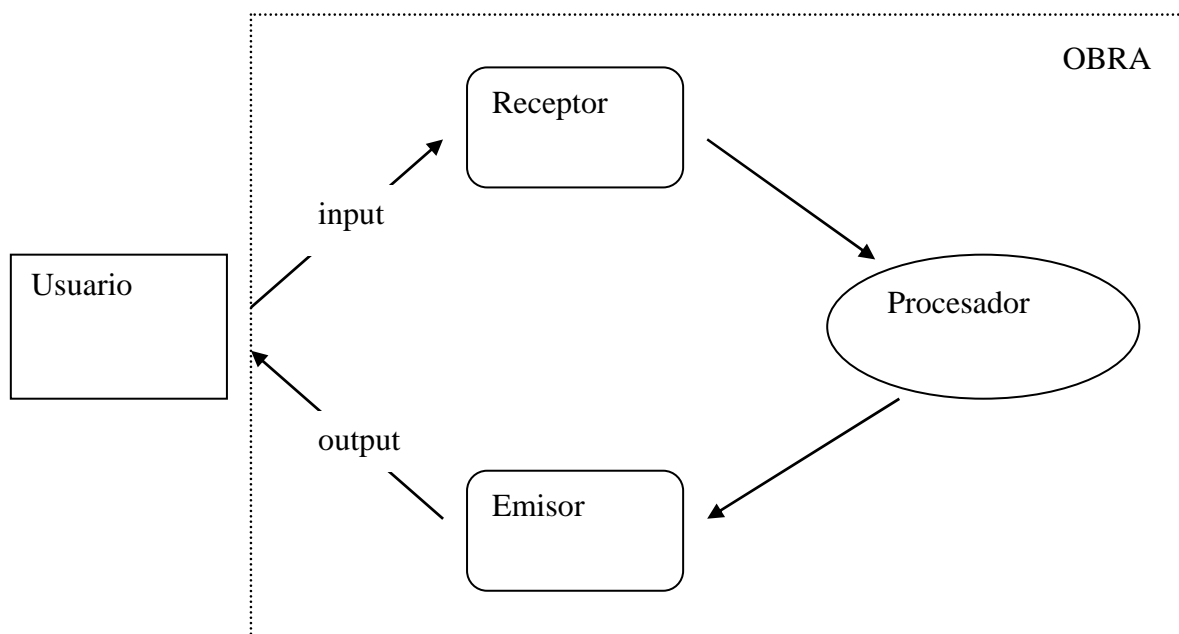 OBRA
Receptor
input
Usuario
Procesador
output
Emisor